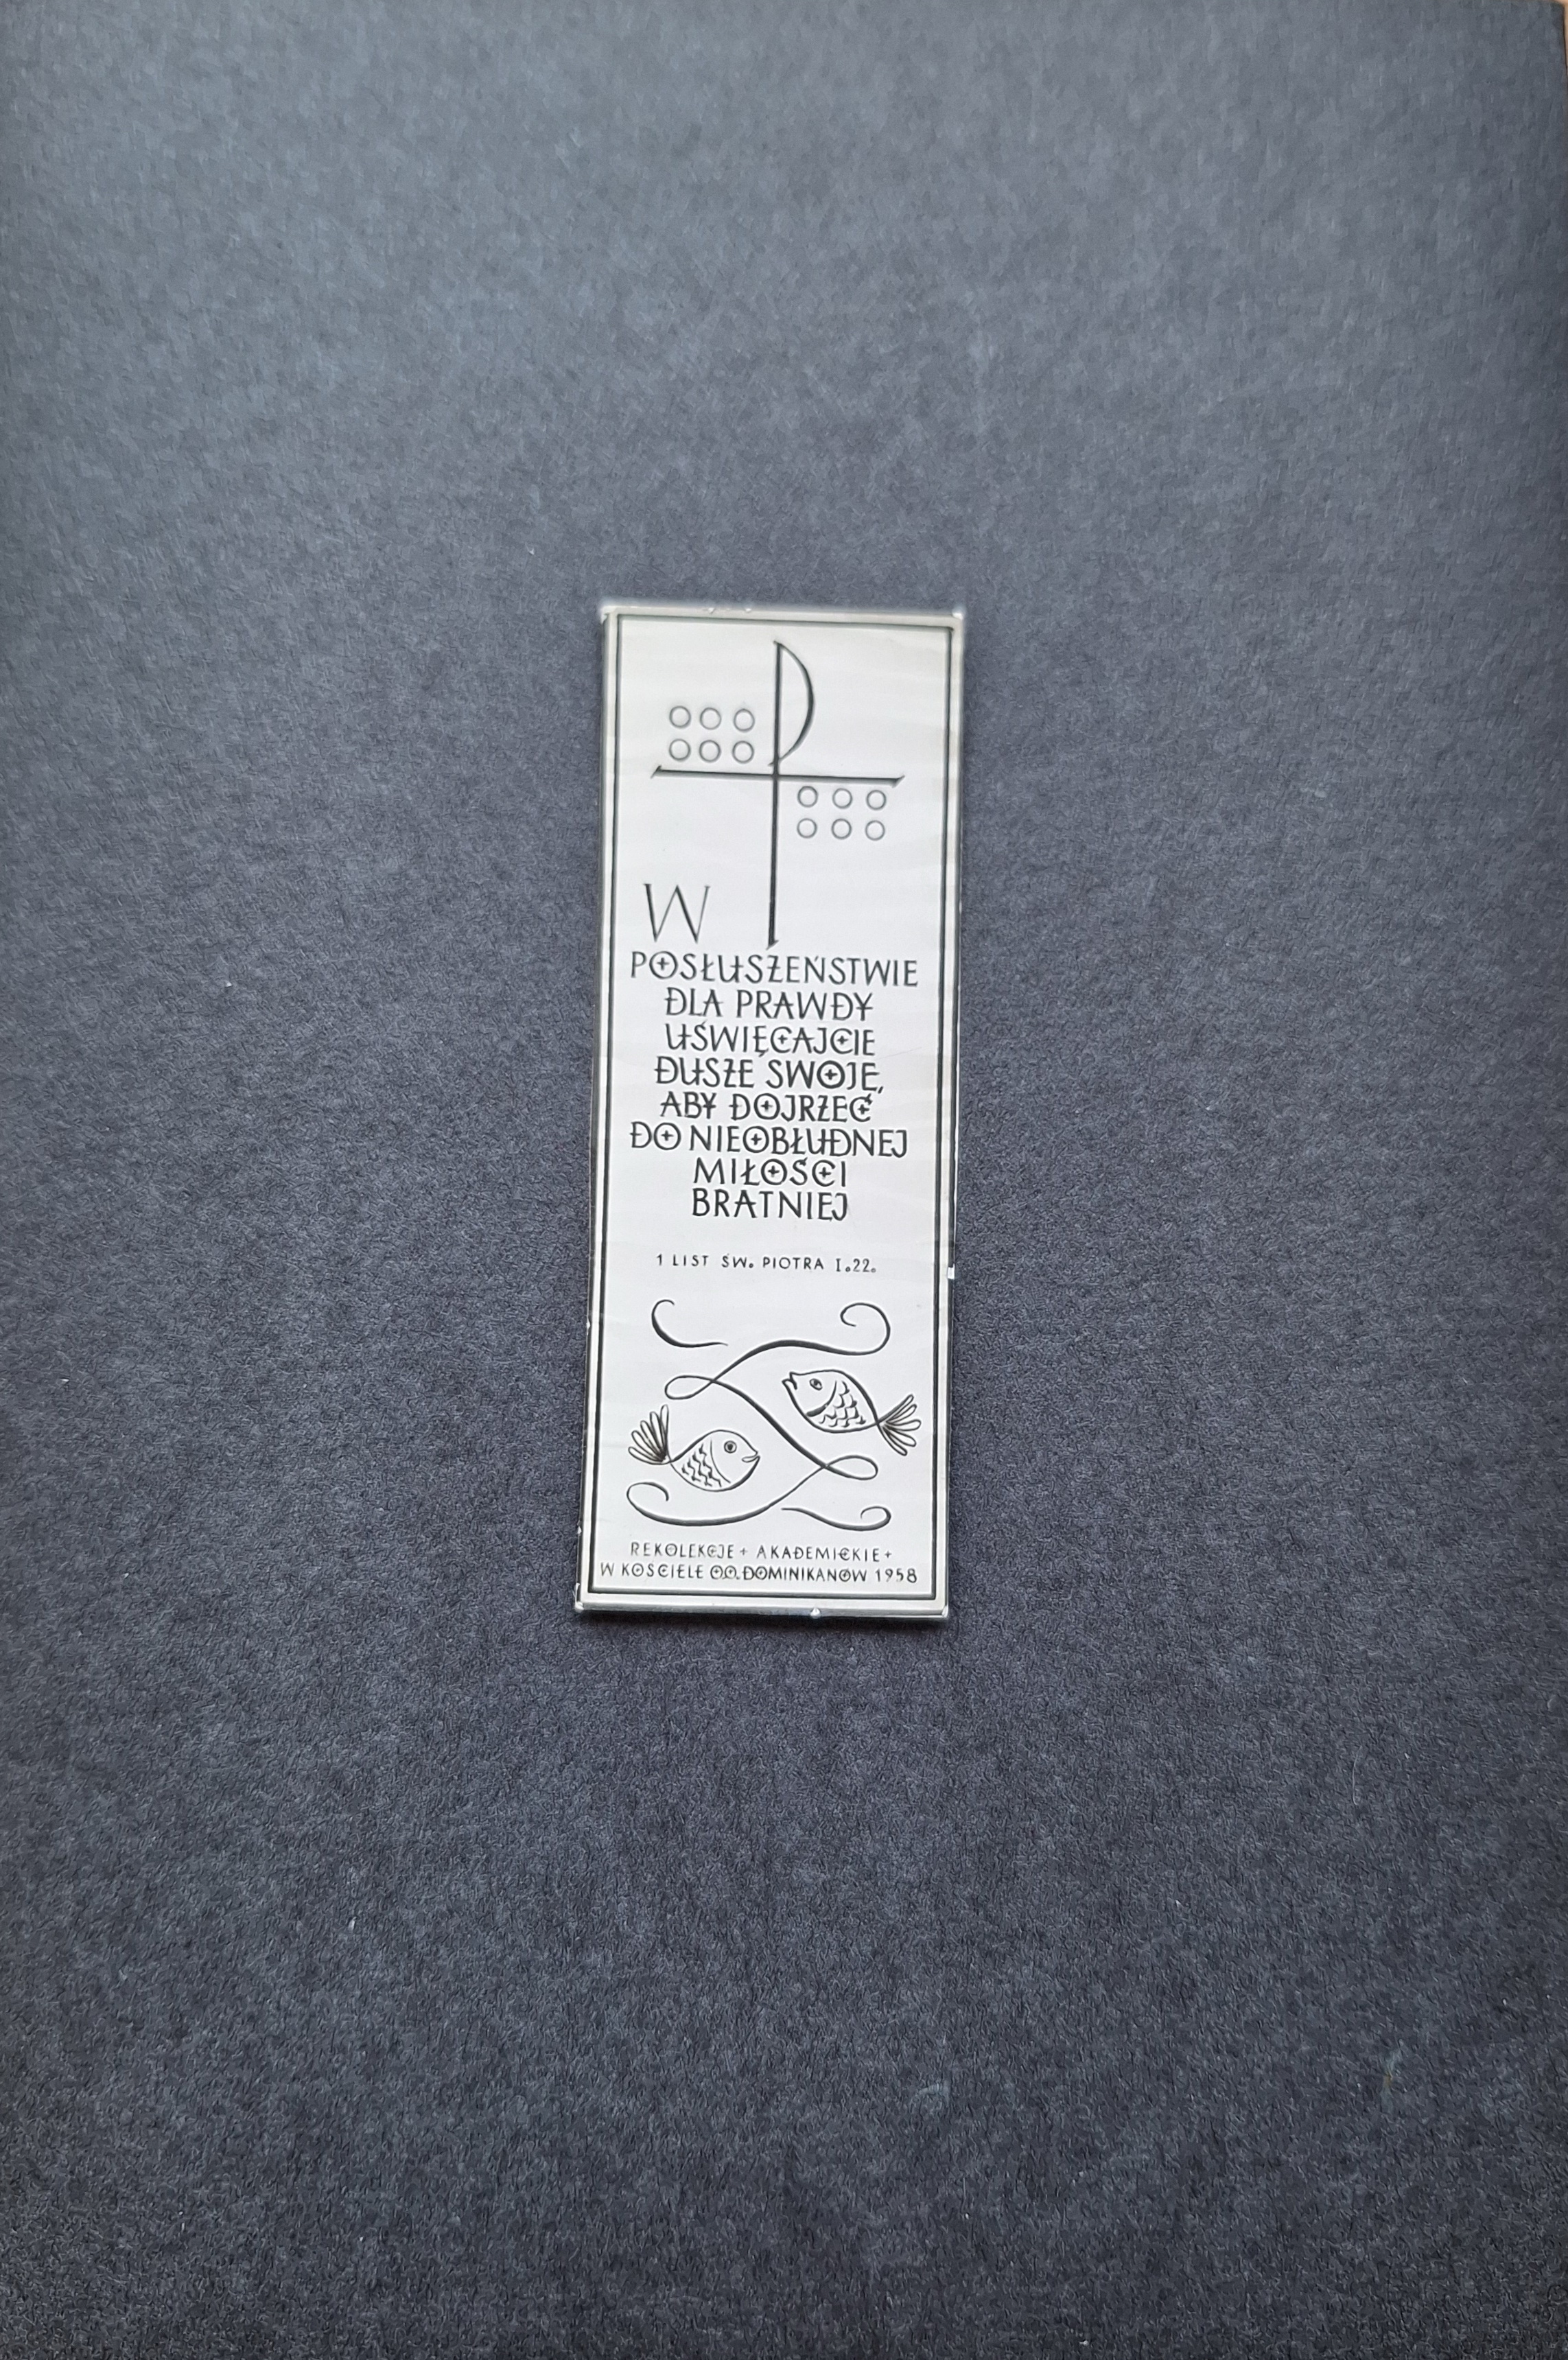 W
POSŁUSZEŃSTWIE
DLA PRAWDY
UŚWIĘCAJCIE
DUSZE SWOJE,
ABY DOJRZEĆ
DO NIEOBŁUDNEJ
MIŁOŚCI
BRATNIEJ
1 LIST ŚW. PIOTRA I.22.
REKOLEKCJE + AKADEMICKIE +
W KOŚCIELE OO. DOMINIKANÓW 1958